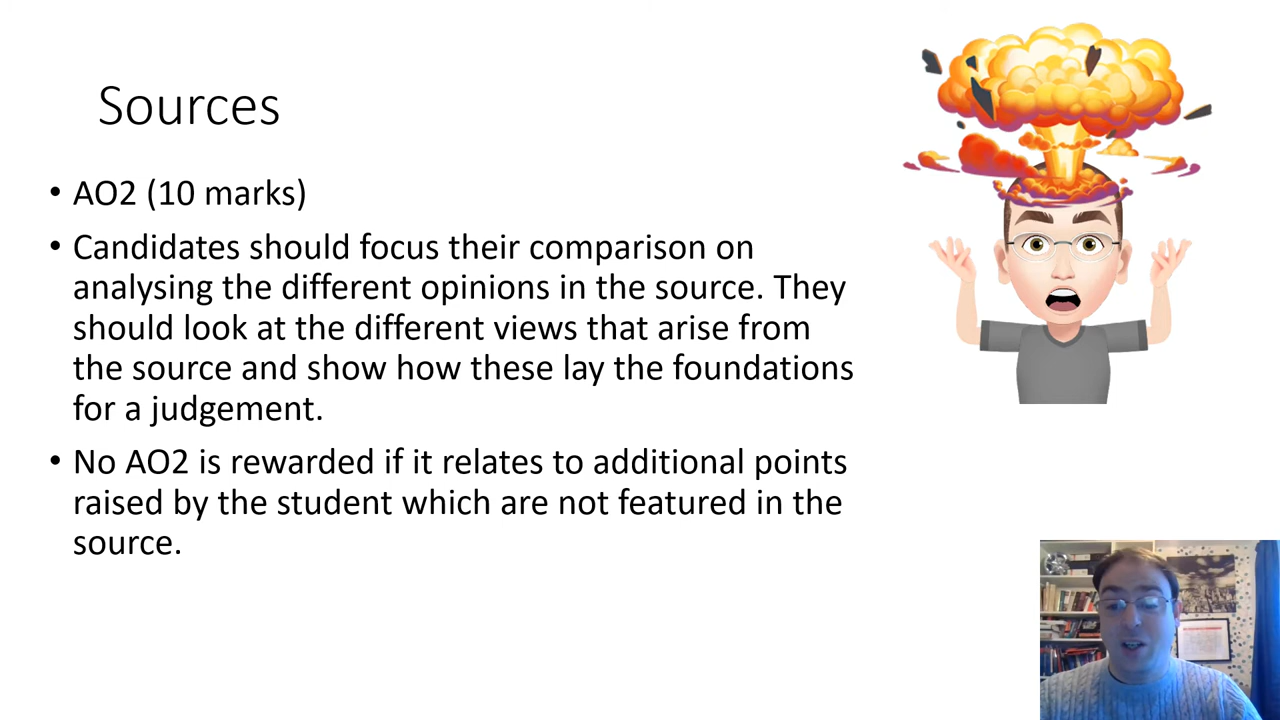 Sources
• AO2 (10 marks)
• Candidates should focus their comparison on
analysing the different opinions in the source. They
should look at the different views that arise from
the source and show how these lay the foundations
for a judgement.
• No AO2 is rewarded if it relates to additional points
raised by the student which are not featured in the
source.